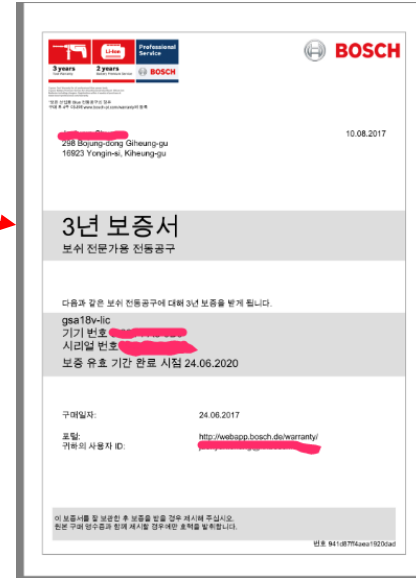 3 years
Li-Ion
2 years
Professional
Service
BOSCH
BOSCH
10.08.2017
298 Bojung-dong Giheung-gu
16923 Yongin-si, Kiheung-gu
3년 보증서
보쉬 전문가용 전동공구
다음과 같은 보쉬 전동공구에 대해 3년 보증을 받게 됩니다.
gsa18v-lic
기기 번호
시리얼 번호
보증 유효 기간 완료 시점 24.06.2020
구매일자: 24.06.2017
포털: http://webapp.bosch.de/warranty/
귀하의 사용자 ID:
이 보증서를 잘 보관한 후 보증을 받을 경우 제시해 주십시오.
원본 구매 영수증과 함께 제시할 경우에만 효력을 발휘합니다.
번호 941d87ff4aea1920dad